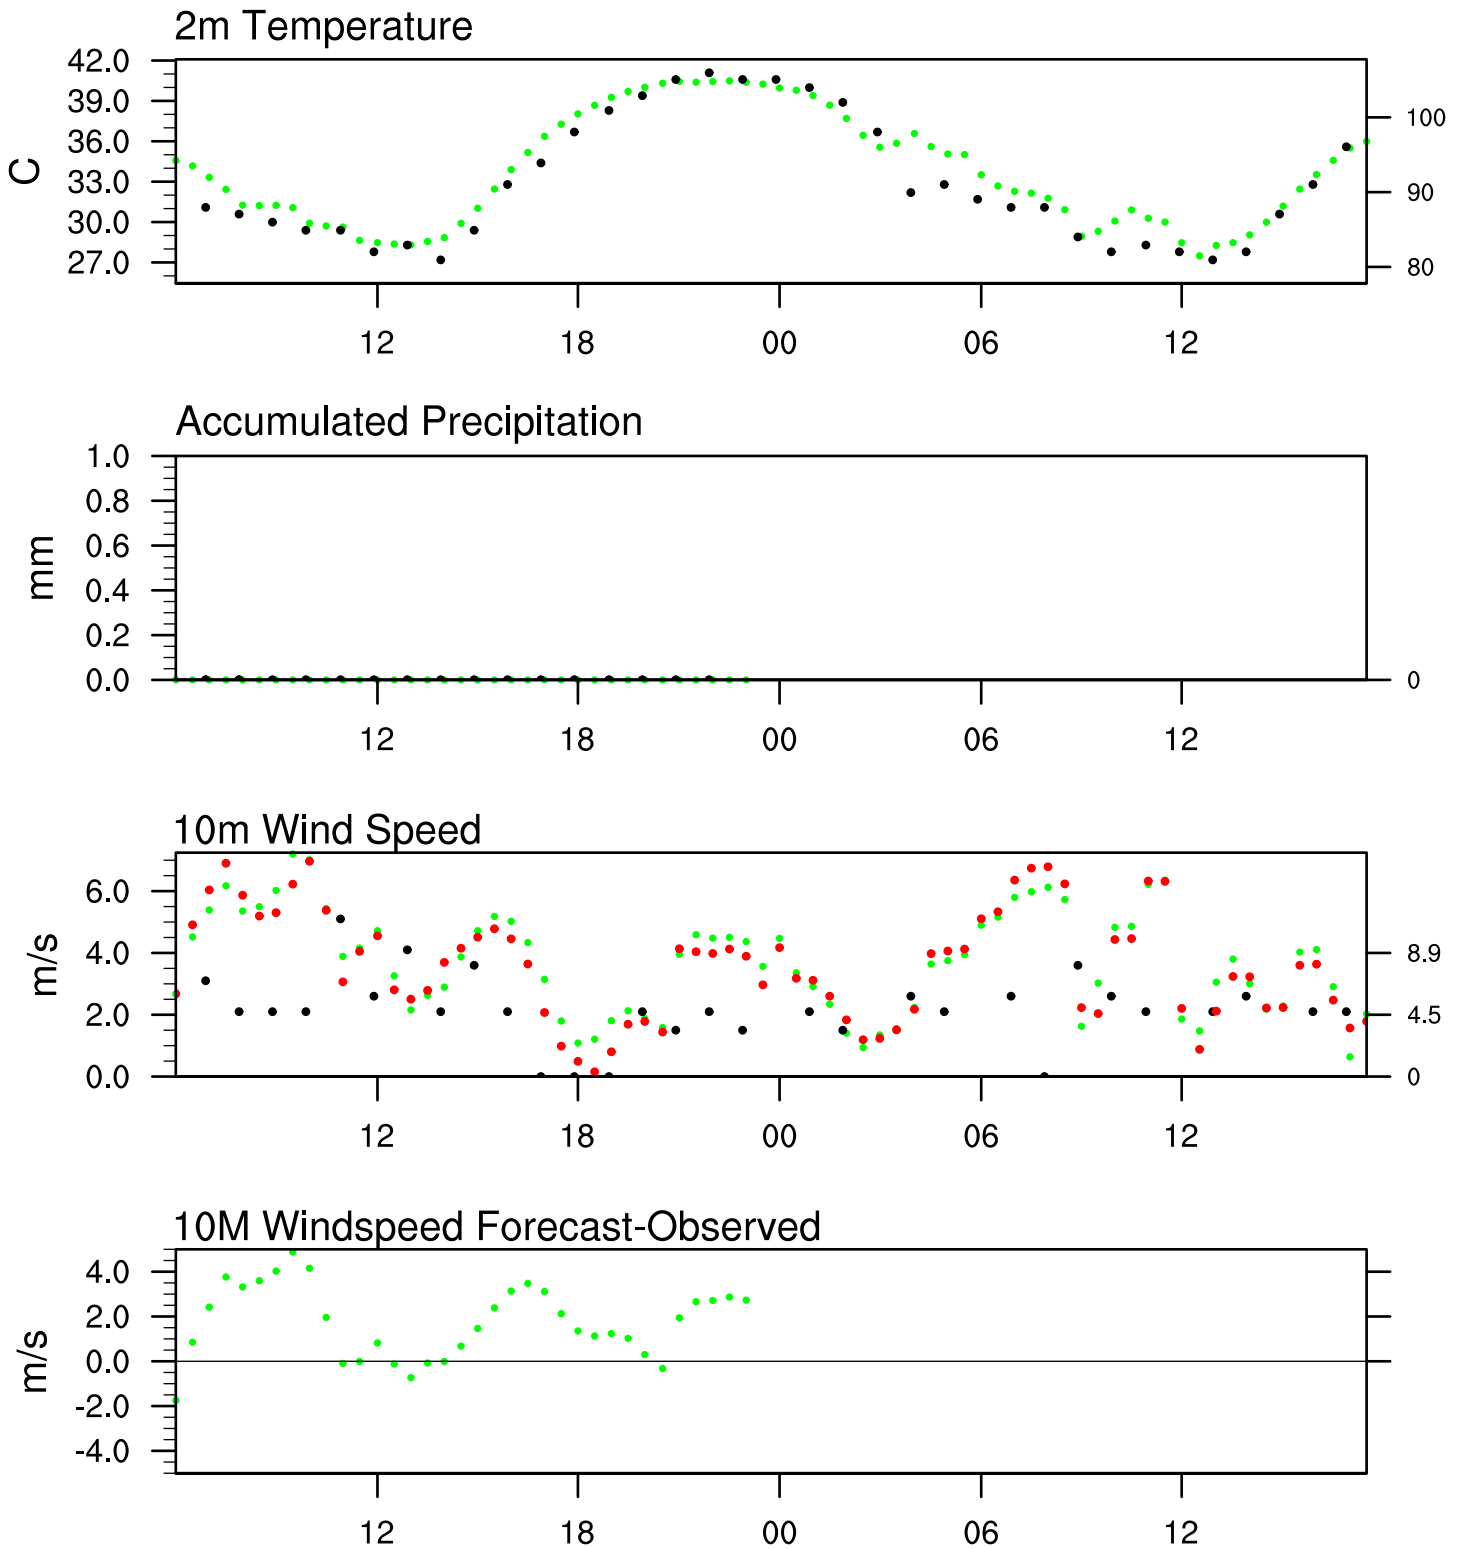 2m Temperature
42.0
39.0
36.0
33.0
30.0
27.0
C
100
90
80
12 18 00 06 12
Accumulated Precipitation
1.0
0.8
0.6
0.4
0.2
0.0
mm
0
12 18 00 06 12
10m Wind Speed
6.0
4.0
2.0
0.0
m/s
8.9
4.5
0
12 18 00 06 12
10M Windspeed Forecast-Observed
4.0
2.0
0.0
-2.0
-4.0
m/s
12 18 00 06 12